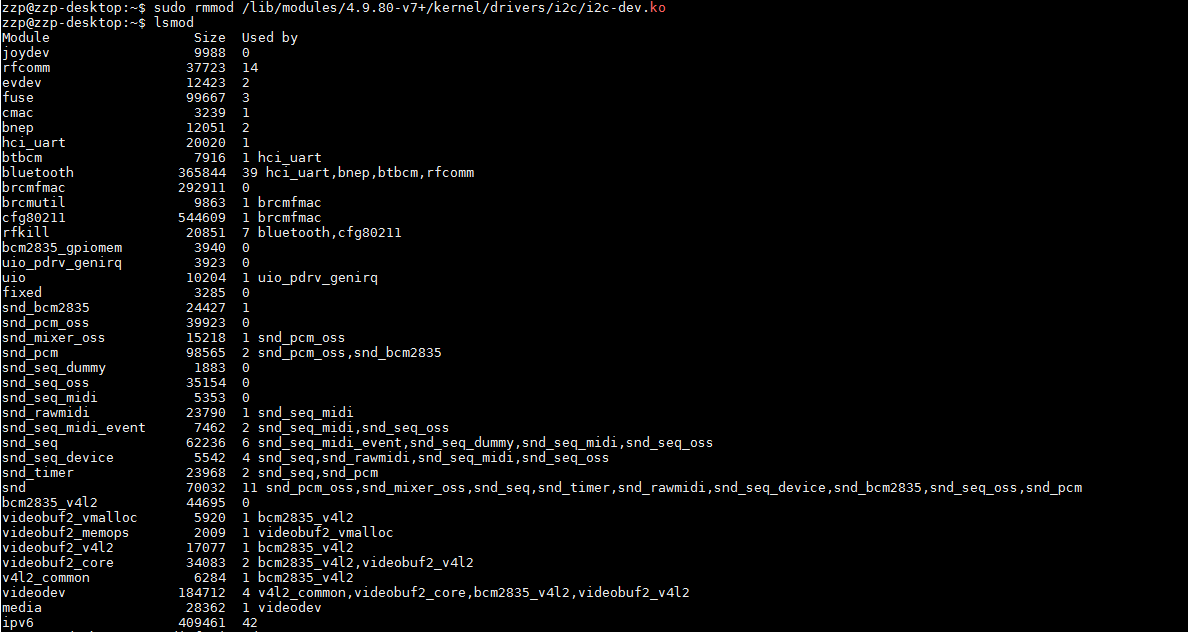 zzp@zzp-desktop:~$ sudo rmmod /lib/modules/4.9.80-v7+/kernel/drivers/i2c/i2c-dev.ko
zzp@zzp-desktop:~$ lsmod
Module                  Size  Used by
joydev                  9988  0
rfcomm                 37723  14
evdev                  12423  2
fuse                   99667  3
cmac                    3239  1
bnep                   12051  2
hci_uart               20020  1
btbcm                   7916  1 hci_uart
bluetooth             365844  39 hci_uart,bnep,btbcm,rfcomm
brcmfmac              292911  0
brcmutil                9863  1 brcmfmac
cfg80211              544609  1 brcmfmac
rfkill                 20851  7 bluetooth,cfg80211
bcm2835_gpiomem         3940  0
uio_pdrv_genirq         3923  0
uio                    10204  1 uio_pdrv_genirq
fixed                   3285  0
snd_bcm2835            24427  1
snd_pcm_oss            39923  0
snd_mixer_oss          15218  1 snd_pcm_oss
snd_pcm                98565  2 snd_pcm_oss,snd_bcm2835
snd_seq_dummy           1883  0
snd_seq_oss            35154  0
snd_seq_midi            5353  0
snd_rawmidi            23790  1 snd_seq_midi
snd_seq_midi_event      7462  2 snd_seq_midi,snd_seq_oss
snd_seq                62236  6 snd_seq_midi_event,snd_seq_dummy,snd_seq_midi,snd_seq_oss
snd_seq_device          5542  4 snd_seq,snd_rawmidi,snd_seq_midi,snd_seq_oss
snd_timer              23968  2 snd_seq,snd_pcm
snd                    70032  11 snd_pcm_oss,snd_mixer_oss,snd_seq,snd_timer,snd_rawmidi,snd_seq_device,snd_bcm2835,snd_seq_oss,snd_pcm
bcm2835_v4l2           44695  0
videobuf2_vmalloc       5920  1 bcm2835_v4l2
videobuf2_memops        2009  1 videobuf2_vmalloc
videobuf2_v4l2         17077  1 bcm2835_v4l2
videobuf2_core         34083  2 bcm2835_v4l2,videobuf2_v4l2
v4l2_common             6284  1 bcm2835_v4l2
videodev              184712  4 v4l2_common,videobuf2_core,bcm2835_v4l2,videobuf2_v4l2
media                  28362  1 videodev
ipv6                  409461  42